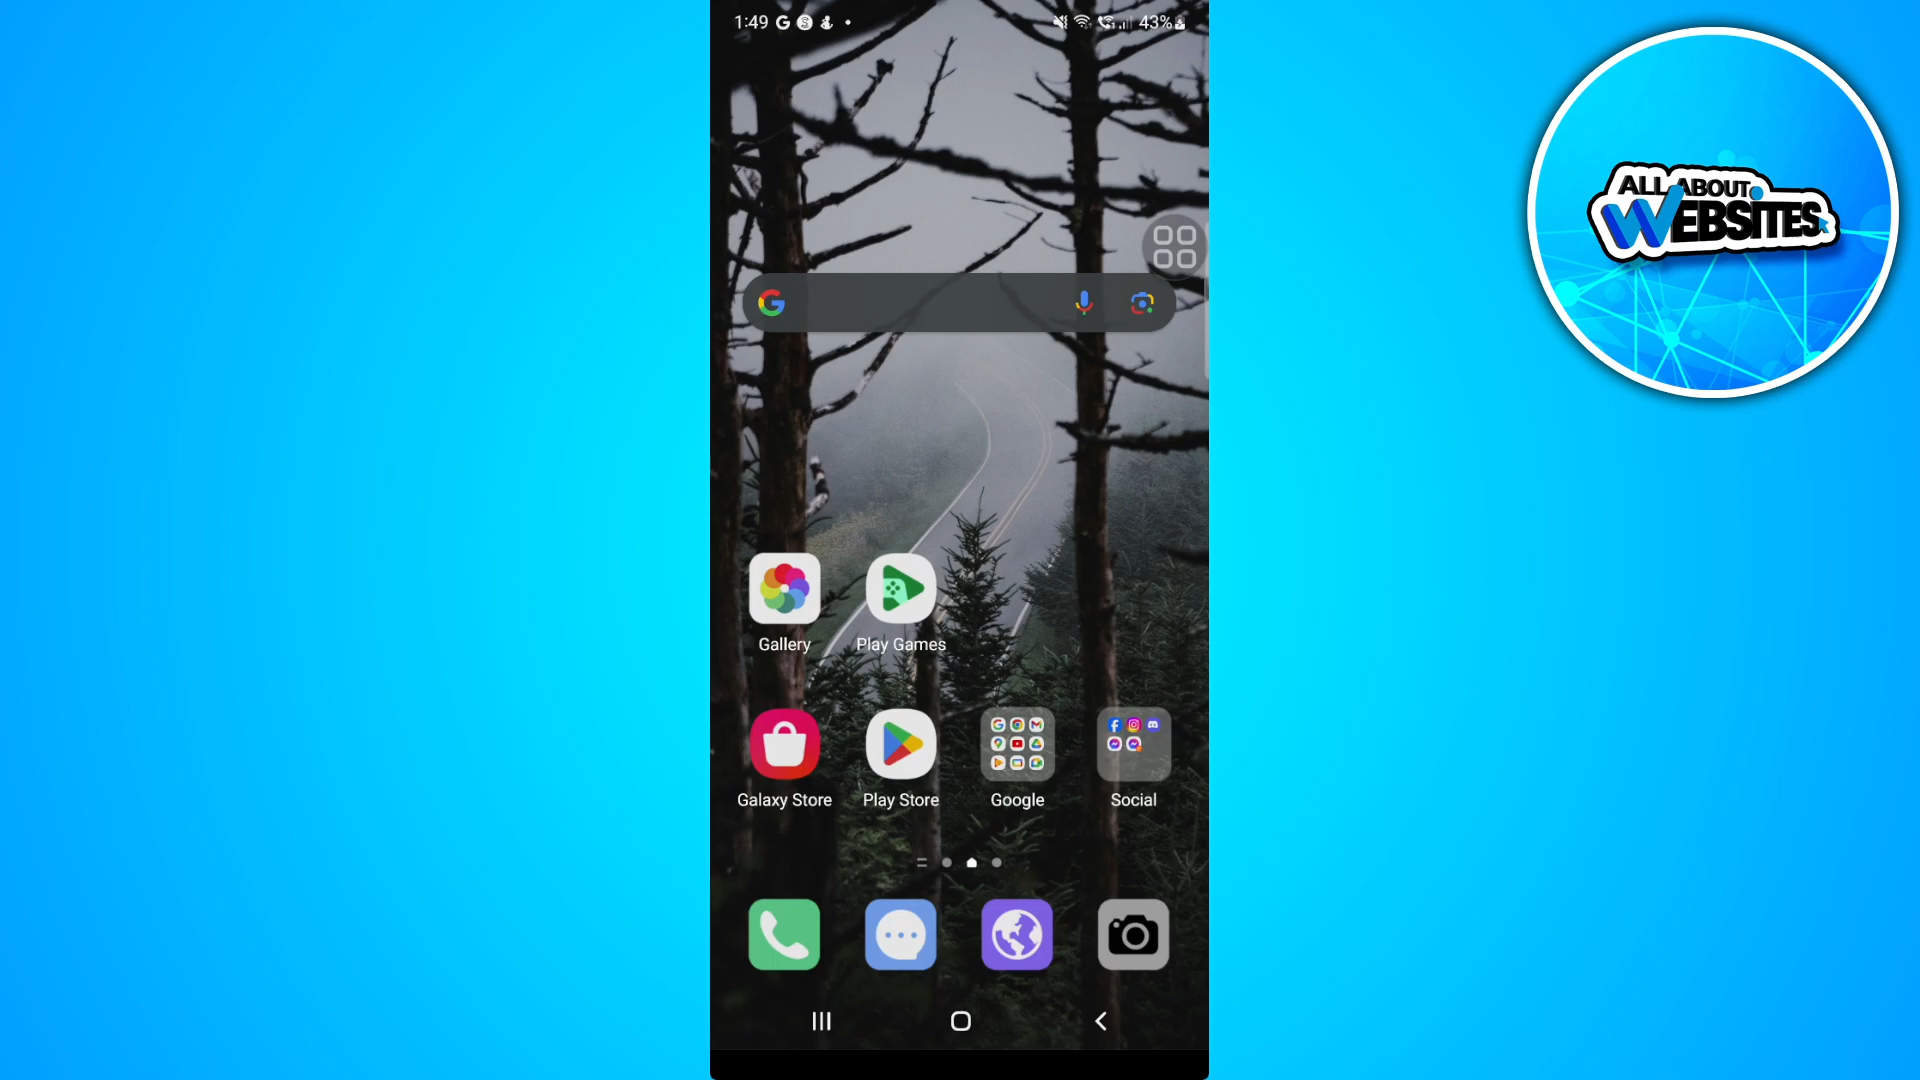 1:49
43%
ALL ABOUT
WEBSITES
Gallery
Play Games
Galaxy Store
Play Store
Google
Social